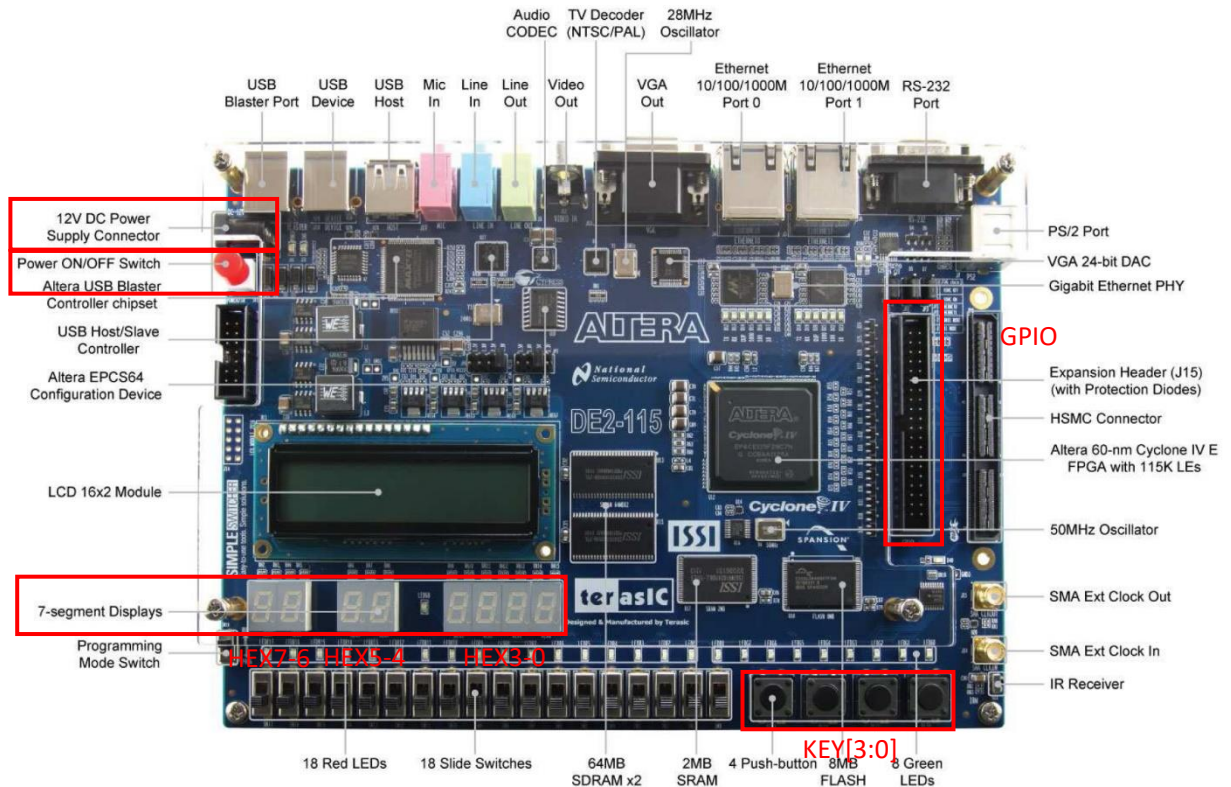 Audio
CODEC
TV Decoder
(NTSC/PAL)
28MHz
Oscillator
USB
Blaster Port
USB
Device
USB
Host
Mic
In
Line
In
Line
Out
Video
Out
VGA
Out
Ethernet
10/100/1000M
Port 0
Ethernet
10/100/1000M
Port 1
RS-232
Port
12V DC Power
Supply Connector
Power ON/OFF Switch
Altera USB Blaster
Controller chipset
USB Host/Slave
Controller
Altera EPCS64
Configuration Device
LCD 16x2 Module
7-segment Displays
Programming
Mode Switch
PS/2 Port
VGA 24-bit DAC
Gigabit Ethernet PHY
GPIO
Expansion Header (J15)
(with Protection Diodes)
HSMC Connector
Altera 60-nm Cyclone IV E
FPGA with 115K LEs
50MHz Oscillator
SMA Ext Clock Out
SMA Ext Clock In
IR Receiver
ALTERA
National
Semiconductor
DE2-115
ALTERA
Cyclone IV
Cyclone IV
ISSI
SPANSION
terasIC
Designed & Manufactured by Terasic
HEX7-6
HEX5-4
HEX3-0
KEY[3:0]
18 Red LEDs
18 Slide Switches
64MB
SDRAM x2
2MB
SRAM
4 Push-button
8MB
FLASH
8 Green
LEDs